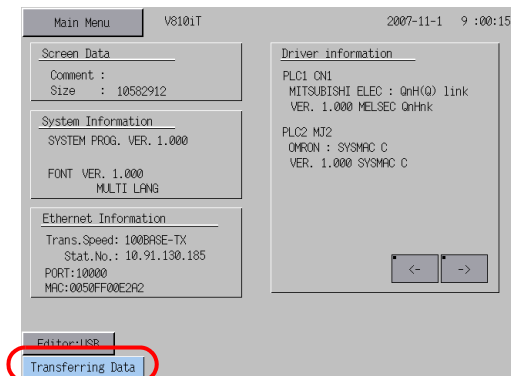 Main Menu V810iT 2007-11-1 9 :00:15
Screen Data
Comment :
Size : 10582912
System Information
SYSTEM PROG. VER. 1.000
FONT VER. 1.000
MULTI LANG
Ethernet Information
Trans.Speed: 100BASE-TX
Stat.No.: 10.91.130.185
PORT:10000
MAC:0050FF00E2A2
Driver information
PLC1 CN1
MITSUBISHI ELEC : QnH(Q) link
VER. 1.000 MELSEC QnHnk
PLC2 MJ2
OMRON : SYSMAC C
VER. 1.000 SYSMAC C
<- ->
Editor:USB
Transferring Data